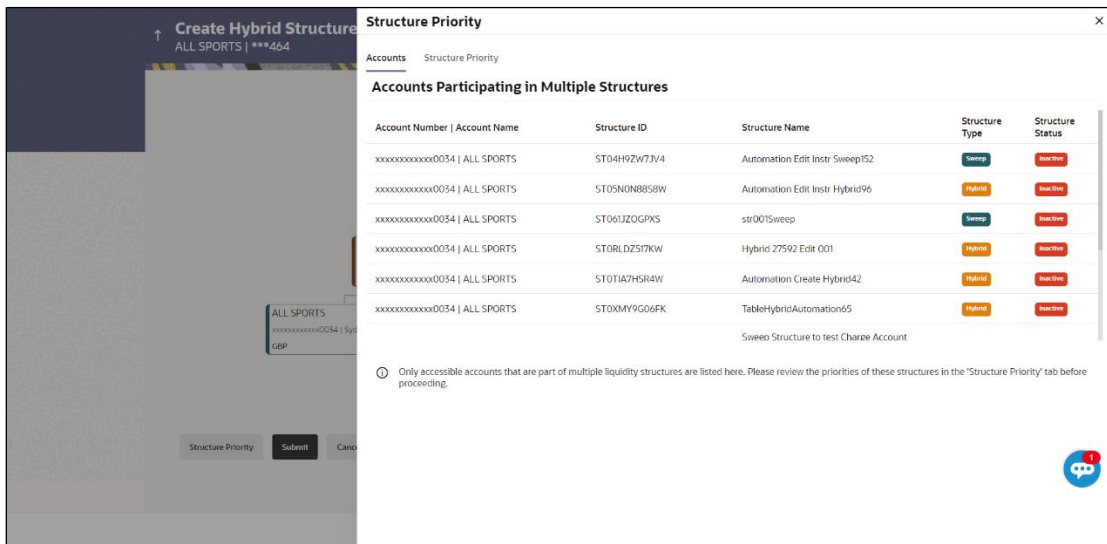 Create Hybrid Structure
ALL SPORTS | ***464
Structure Priority
Accounts Structure Priority
Accounts Participating in Multiple Structures
Account Number | Account Name Structure ID Structure Name Structure Type Structure Status
xxxxxxxxxxxx0034 | ALL SPORTS ST04H9ZW7JV4 Automation Edit Instr Sweep152 Sweep Inactive
xxxxxxxxxxxx0034 | ALL SPORTS ST05N0N88S8W Automation Edit Instr Hybrid96 Hybrid Inactive
xxxxxxxxxxxx0034 | ALL SPORTS ST061JZOGPXS str001Sweep Sweep Inactive
xxxxxxxxxxxx0034 | ALL SPORTS ST0RLDZ517KW Hybrid 27592 Edit 001 Hybrid Inactive
xxxxxxxxxxxx0034 | ALL SPORTS ST0TIA7HSR4W Automation Create Hybrid42 Hybrid Inactive
xxxxxxxxxxxx0034 | ALL SPORTS ST0XMY9G06FK TableHybridAutomation65 Hybrid Inactive
Sweep Structure to test Charge Account
Only accessible accounts that are part of multiple liquidity structures are listed here. Please review the priorities of these structures in the 'Structure Priority' tab before
proceeding.
ALL SPORTS
xxxxxxxxxxxx0034 | Syd
GBP
Structure Priority Submit Cance
1